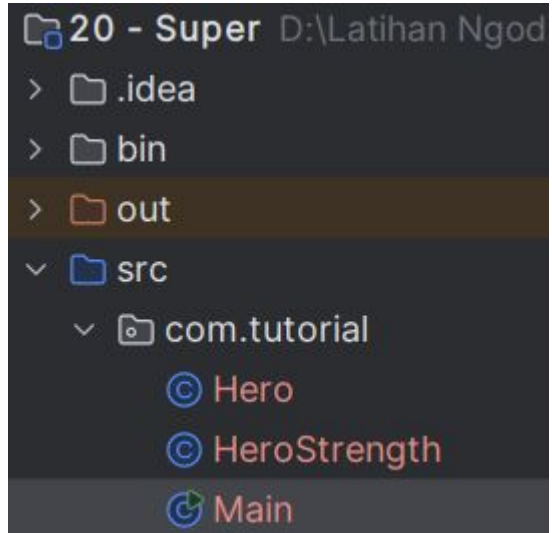 20 - Super D:\Latihan Ngod
.idea
bin
out
src
com.tutorial
Hero
HeroStrength
Main